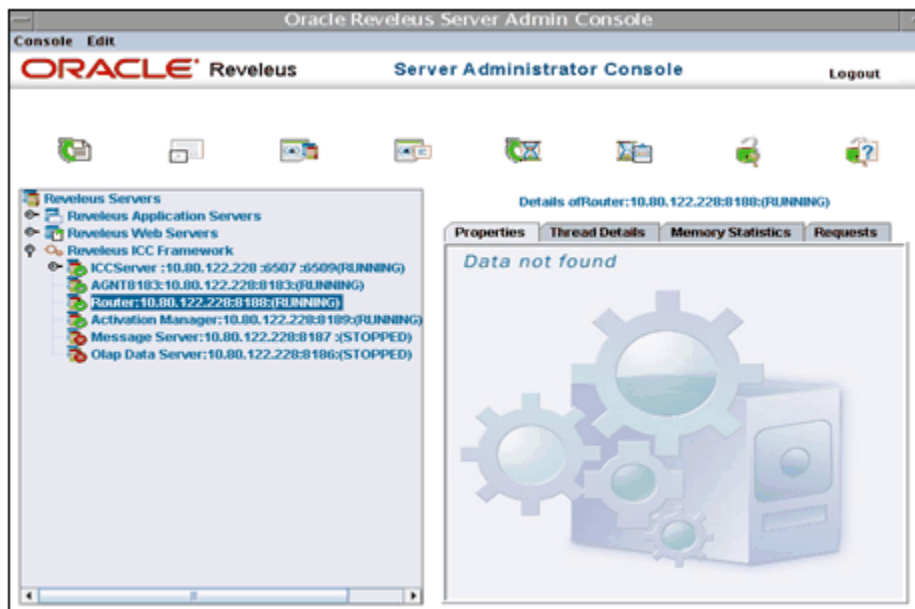 Oracle Reveleus Server Admin Console
Console Edit
ORACLE® Reveleus Server Administrator Console Logout
Reveleus Servers
Reveleus Application Servers
Reveleus Web Servers
Reveleus ICC Framework
ICCServer :10.80.122.228 :6507 :6509(RUNNING)
AGNT8183:10.80.122.228:8183:(RUNNING)
Router:10.80.122.228:8188:(RUNNING)
Activation Manager:10.80.122.228:8189:(RUNNING)
Message Server:10.80.122.228:8187 :(STOPPED)
Olap Data Server:10.80.122.228:8186:(STOPPED)
Details ofRouter:10.80.122.228:8188:(RUNNING)
Properties Thread Details Memory Statistics Requests
Data not found